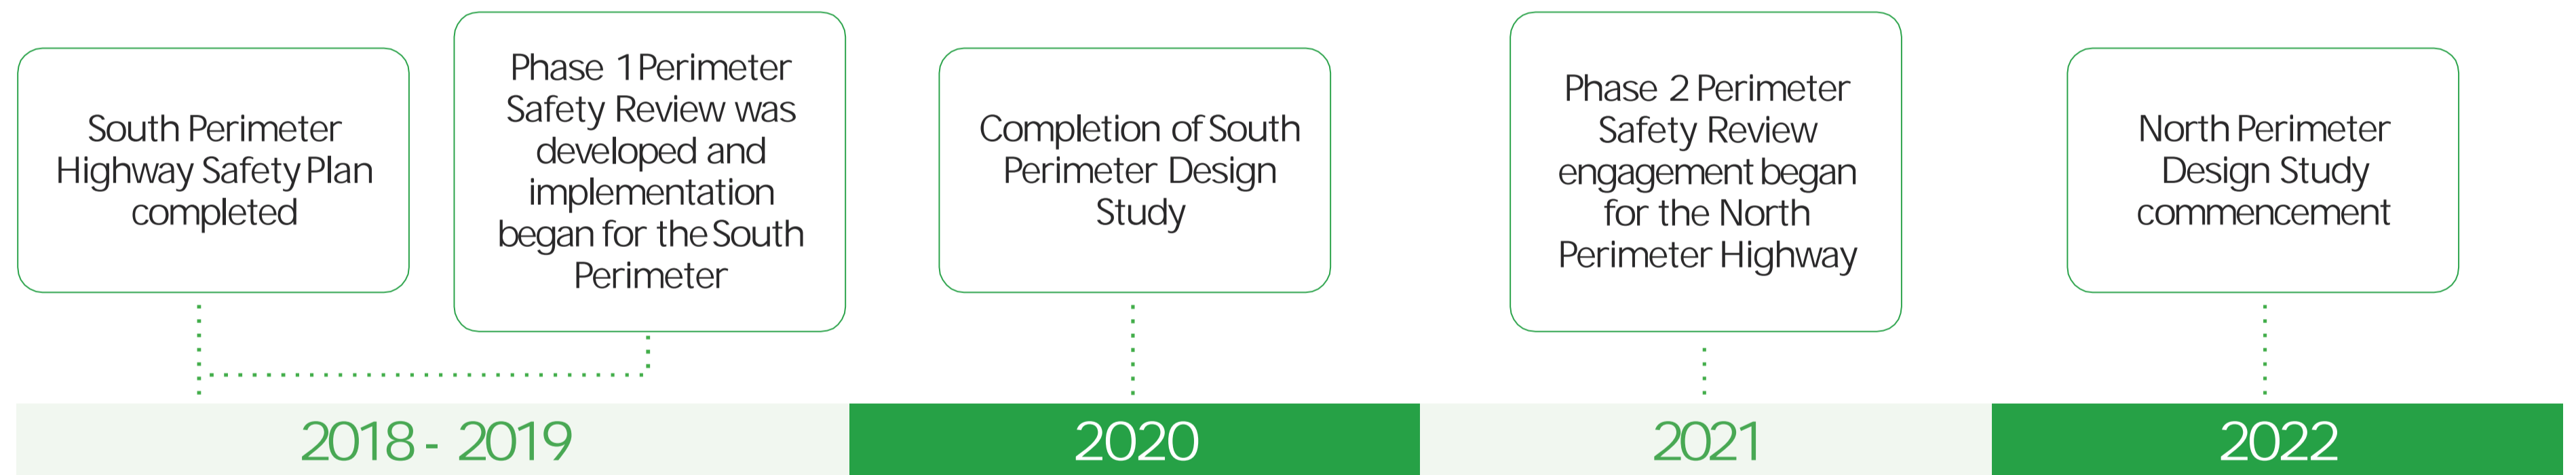 South Perimeter
Highway Safety Plan
completed
Phase 1 Perimeter
Safety Review was
developed and
implementation
began for the South
Perimeter
Completion of South
Perimeter Design
Study
Phase 2 Perimeter
Safety Review
engagement began
for the North
Perimeter Highway
North Perimeter
Design Study
commencement
2018 - 2019
2020
2021
2022